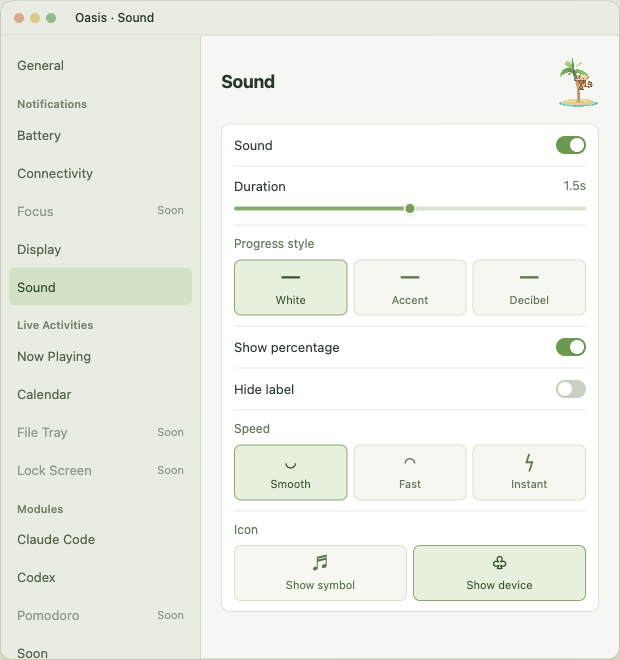 Oasis · Sound
General
Notifications
Battery
Connectivity
Focus Soon
Display
Sound
Live Activities
Now Playing
Calendar
File Tray Soon
Lock Screen Soon
Modules
Claude Code
Codex
Pomodoro Soon
Soon
Sound
Sound
Duration 1.5s
Progress style
White Accent Decibel
Show percentage
Hide label
Speed
Smooth Fast Instant
Icon
Show symbol Show device